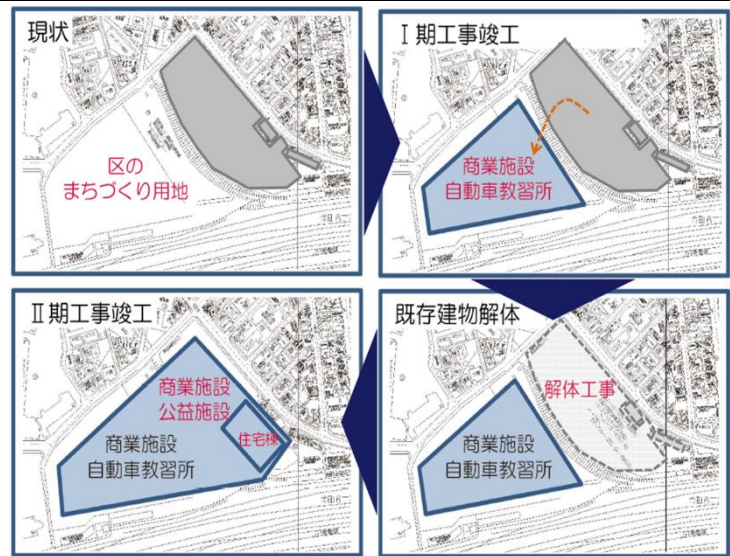 現状
区の
まちづくり用地
Ⅰ期工事竣工
商業施設
自動車教習所
Ⅱ期工事竣工
商業施設
公益施設
住宅棟
商業施設
自動車教習所
既存建物解体
解体工事
商業施設
自動車教習所